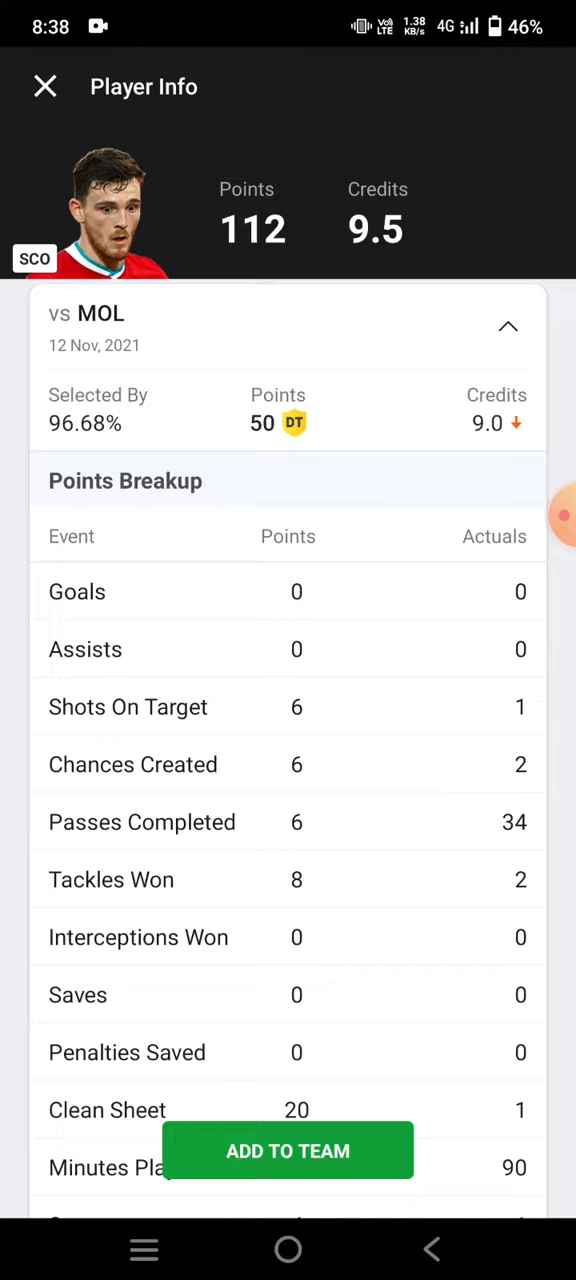 8:38 Vo) LTE 1.38 KB/s 4G 46%
Player Info
Points Credits
112 9.5
SCO
vs MOL
12 Nov, 2021
Selected By Points Credits
96.68% 50 DT 9.0
Points Breakup
Event Points Actuals
Goals 0 0
Assists 0 0
Shots On Target 6 1
Chances Created 6 2
Passes Completed 6 34
Tackles Won 8 2
Interceptions Won 0 0
Saves 0 0
Penalties Saved 0 0
Clean Sheet 20 1
ADD TO TEAM
Minutes Pla 90